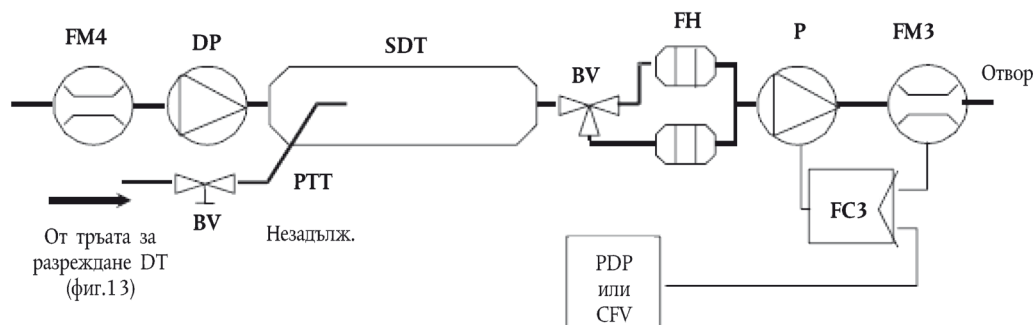 FM4
DP
SDT
BV
FH
P
FM3
Отвор
PTT
BV
FC3
От тръата за
разреждане DT
(фиг.13)
Незадълж.
PDP
или
CFV